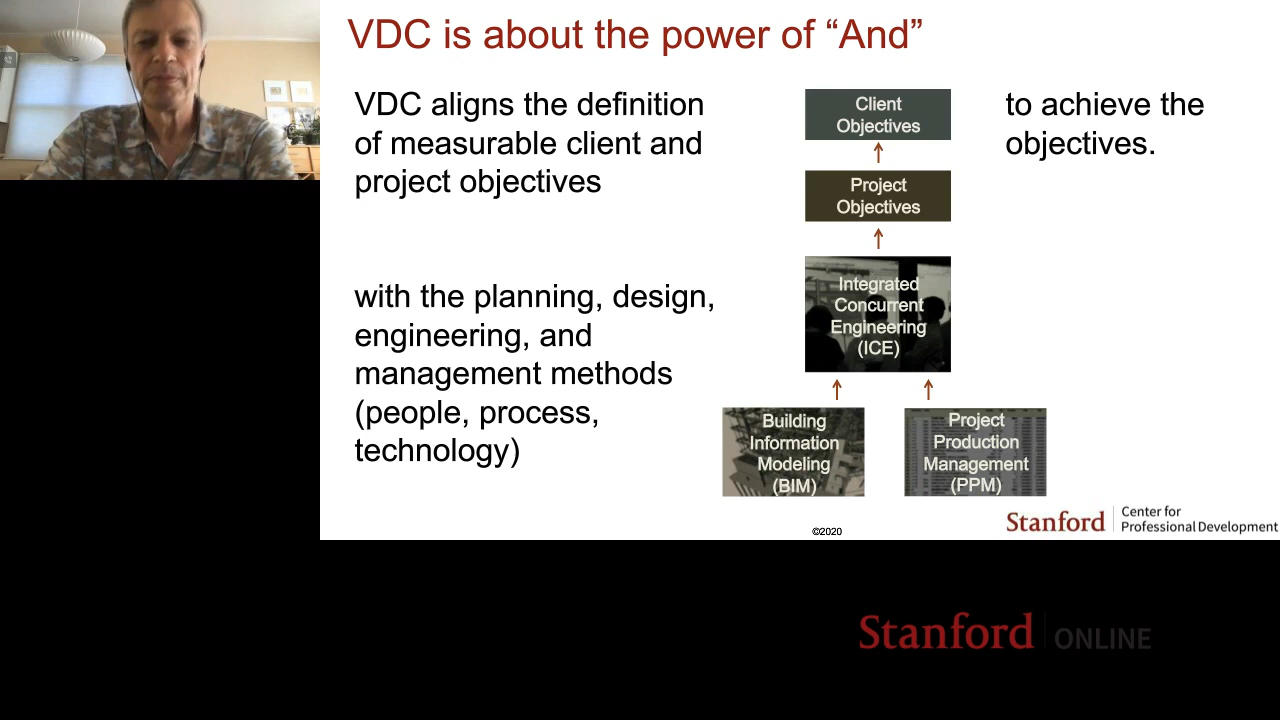 VDC is about the power of “And”
VDC aligns the definition
of measurable client and
project objectives
with the planning, design,
engineering, and
management methods
(people, process,
technology)
Client
Objectives
Project
Objectives
Integrated
Concurrent
Engineering
(ICE)
Building
Information
Modeling
(BIM)
Project
Production
Management
(PPM)
to achieve the
objectives.
©2020
Stanford
Center for
Professional Development
Stanford
ONLINE